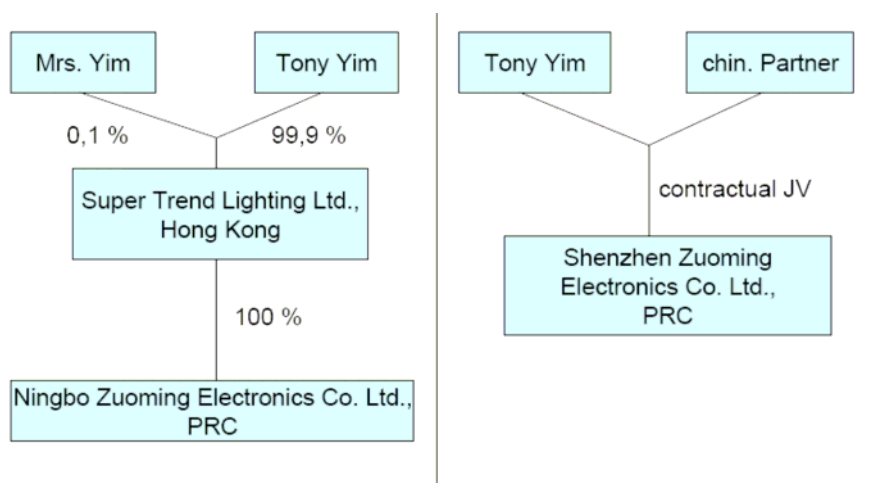 Mrs. Yim
Tony Yim
0,1 %
99,9 %
Super Trend Lighting Ltd.,
Hong Kong
100 %
Ningbo Zuoming Electronics Co. Ltd.,
PRC
Tony Yim
chin. Partner
contractual JV
Shenzhen Zuoming
Electronics Co. Ltd.,
PRC